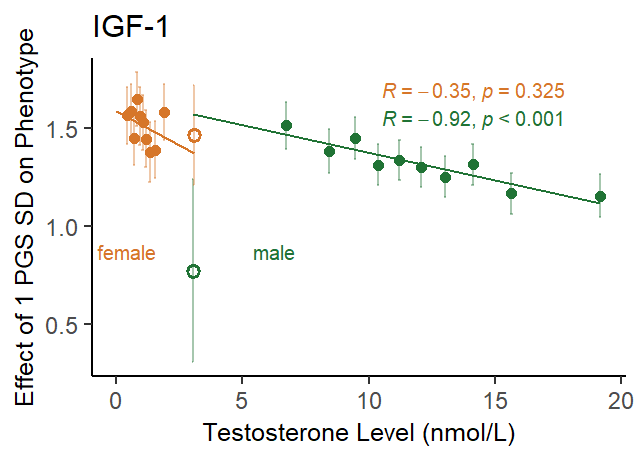 IGF-1
Effect of 1 PGS SD on Phenotype
R = −0.35, p = 0.325
R = −0.92, p < 0.001
1.5
1.0
0.5
female
male
0 5 10 15 20
Testosterone Level (nmol/L)